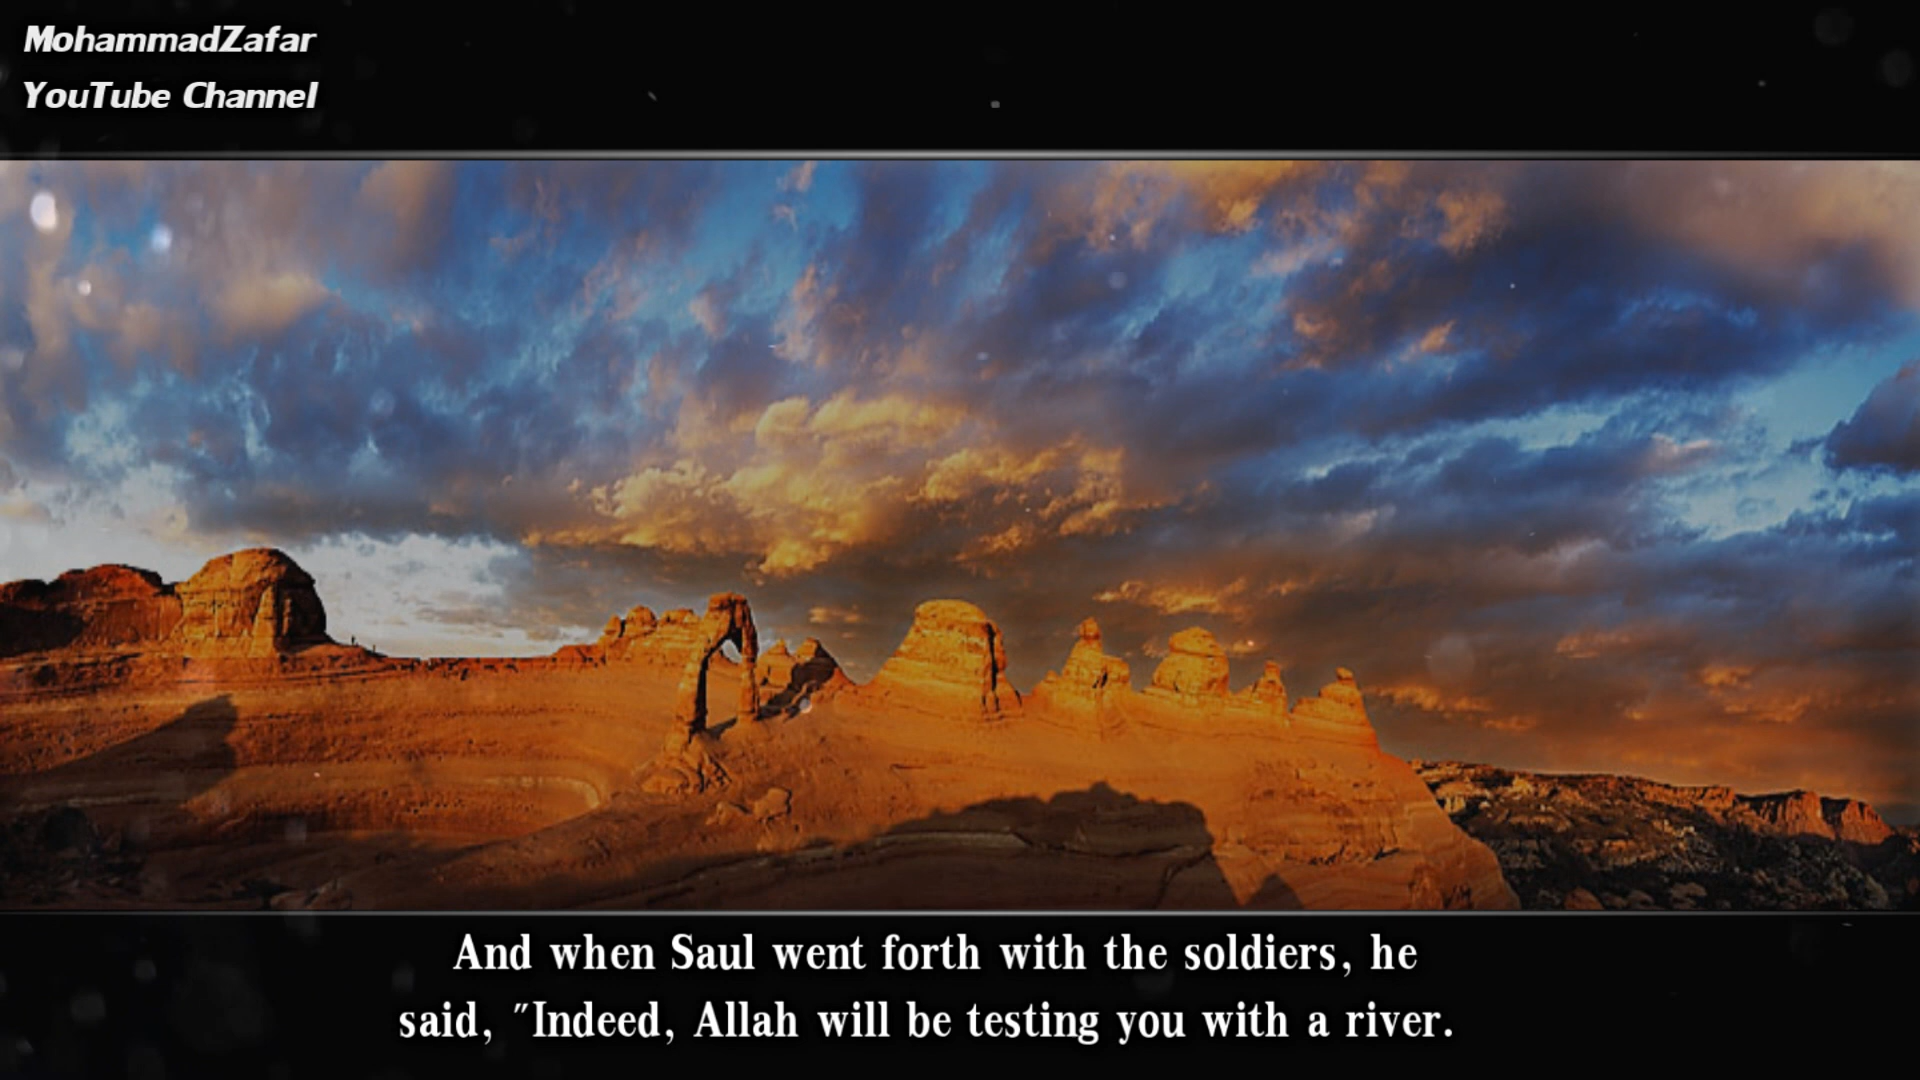 MohammadZafar
YouTube Channel
And when Saul went forth with the soldiers, he
said, "Indeed, Allah will be testing you with a river.